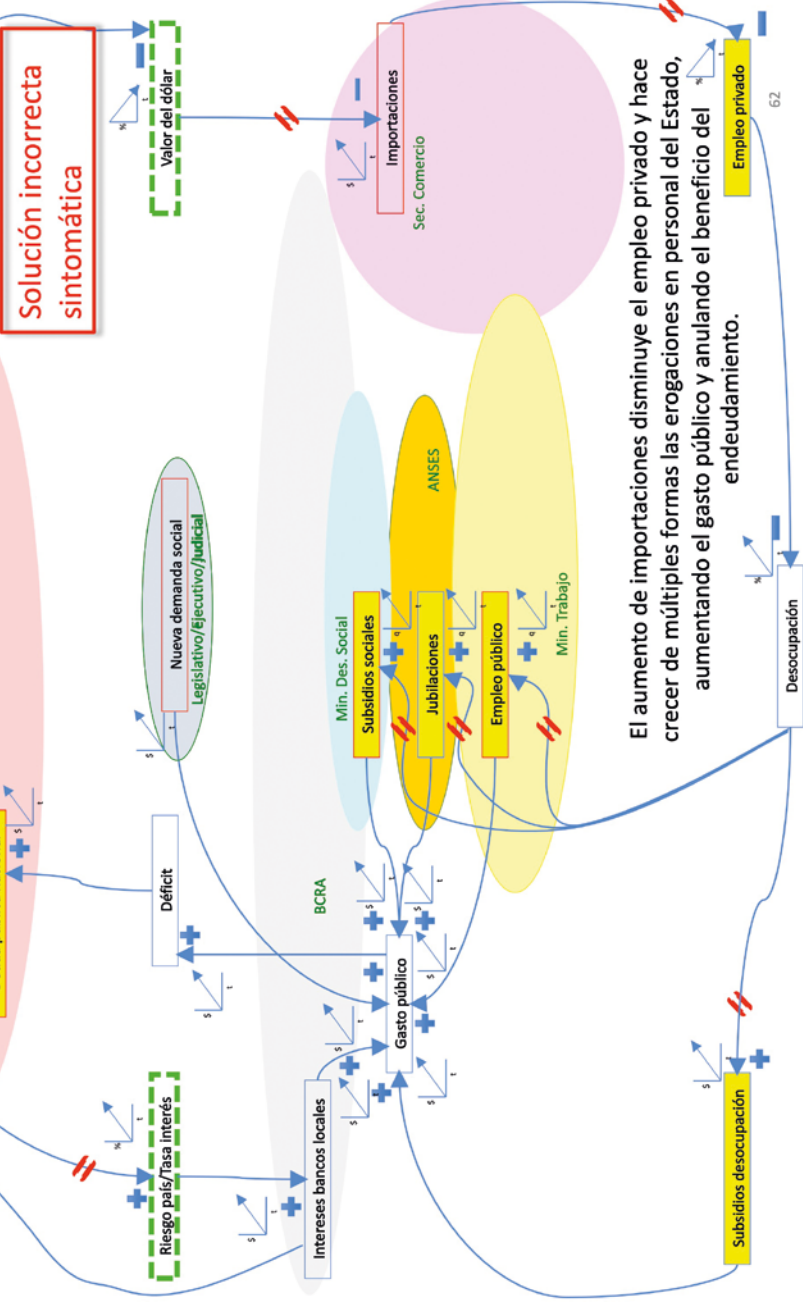 Solución incorrecta
sintomática
Valor del dólar
Importaciones
Sec. Comercio
Empleo privado
62
Nueva demanda social
Legislativo/Ejecutivo/Judicial
Min. Des. Social
Subsidios sociales
Jubilaciones
ANSES
Empleo público
Min. Trabajo
El aumento de importaciones disminuye el empleo privado y hace
crecer de múltiples formas las erogaciones en personal del Estado,
aumentando el gasto público y anulando el beneficio del
endeudamiento.
Desocupación
Déficit
BCRA
Gasto público
Riesgo país/Tasa interés
Intereses bancos locales
Subsidios desocupación